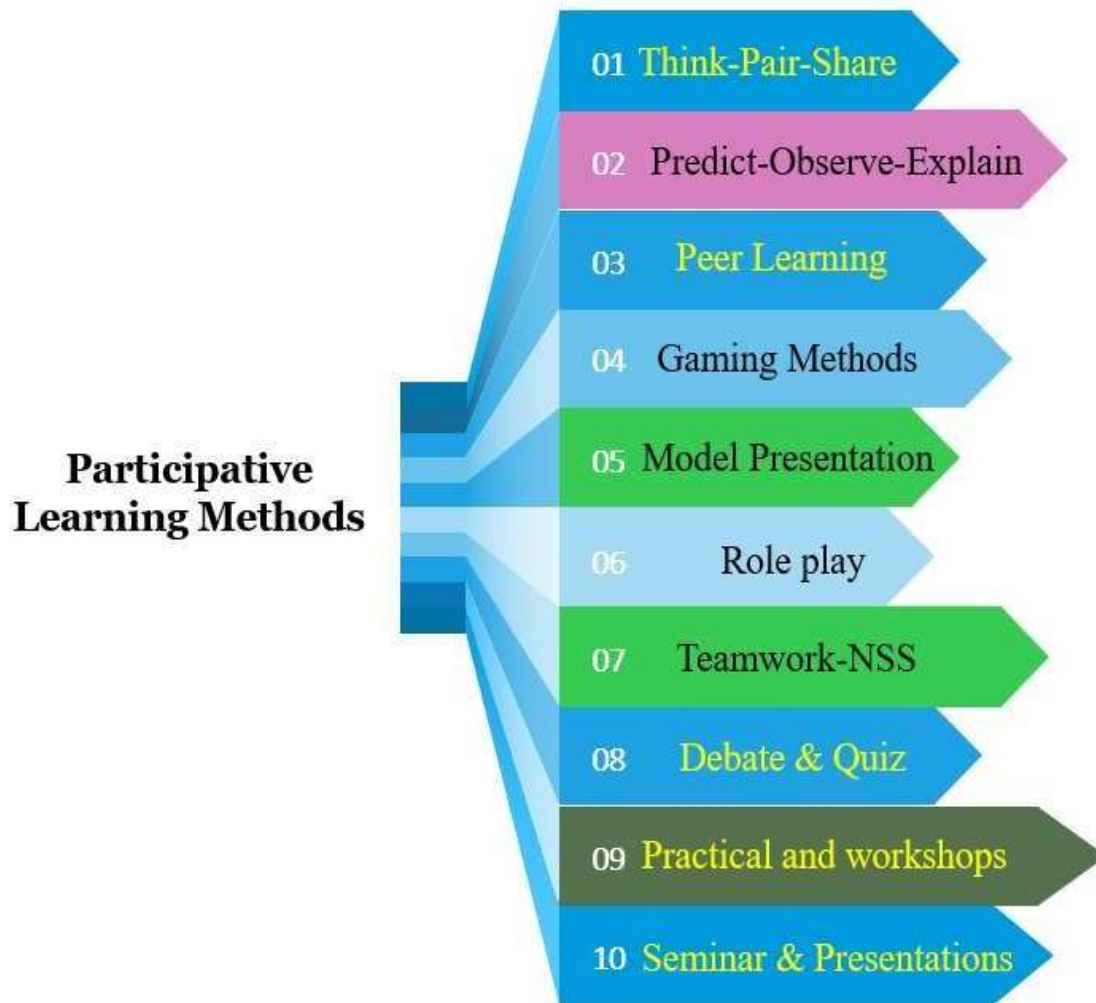 Participative
Learning Methods
01 Think-Pair-Share
02 Predict-Observe-Explain
03 Peer Learning
04 Gaming Methods
05 Model Presentation
06 Role play
07 Teamwork-NSS
08 Debate & Quiz
09 Practical and workshops
10 Seminar & Presentations